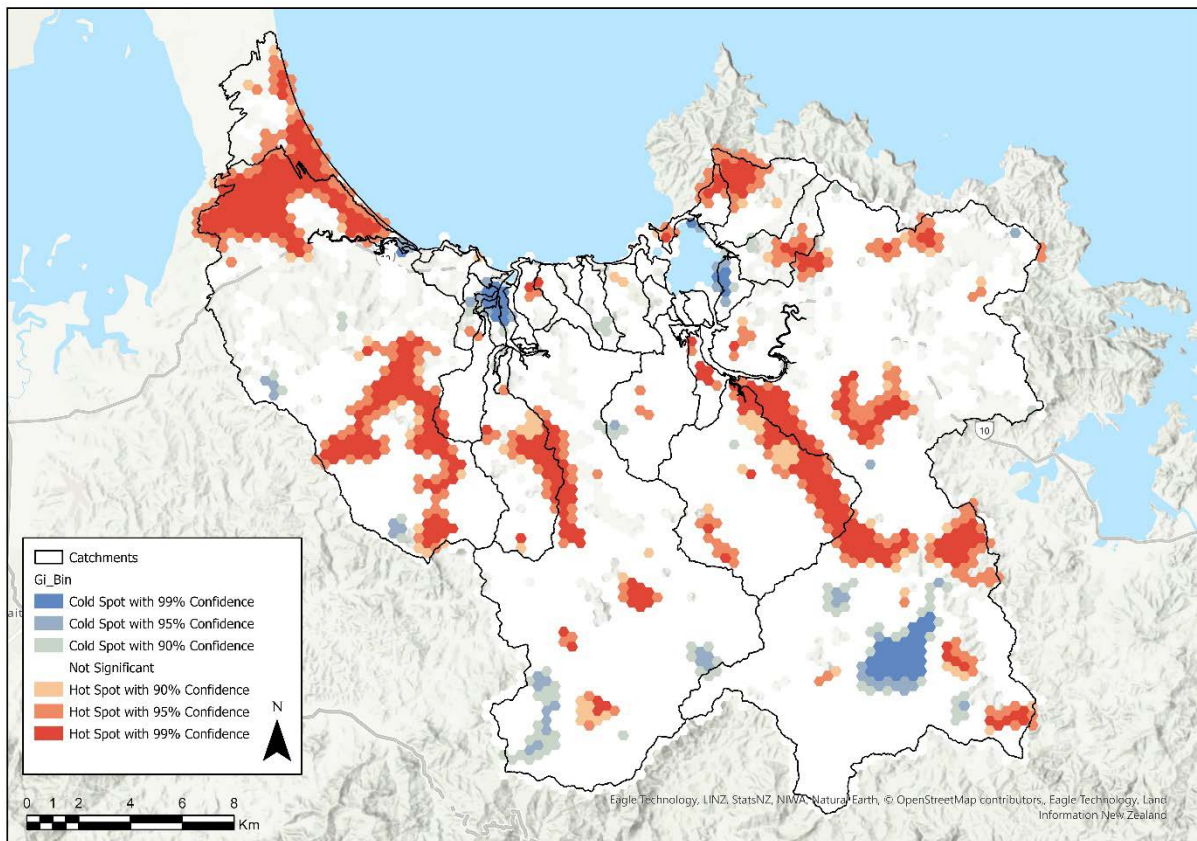 10
Catchments
Gi_Bin
Cold Spot with 99% Confidence
Cold Spot with 95% Confidence
Cold Spot with 90% Confidence
Not Significant
Hot Spot with 90% Confidence
Hot Spot with 95% Confidence
Hot Spot with 99% Confidence
N
0 1 2 4 6 8
Km
Eagle Technology, LINZ, StatsNZ, NIWA, Natural Earth, © OpenStreetMap contributors., Eagle Technology, Land
Information New Zealand